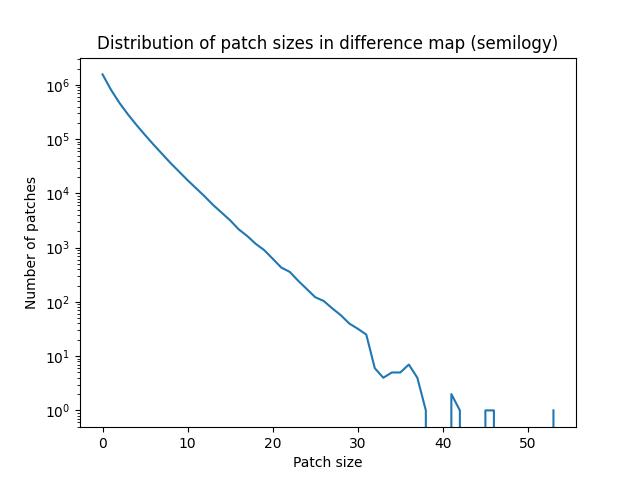 Distribution of patch sizes in difference map (semilogy)
Number of patches
10⁶
10⁵
10⁴
10³
10²
10¹
10⁰
0 10 20 30 40 50
Patch size